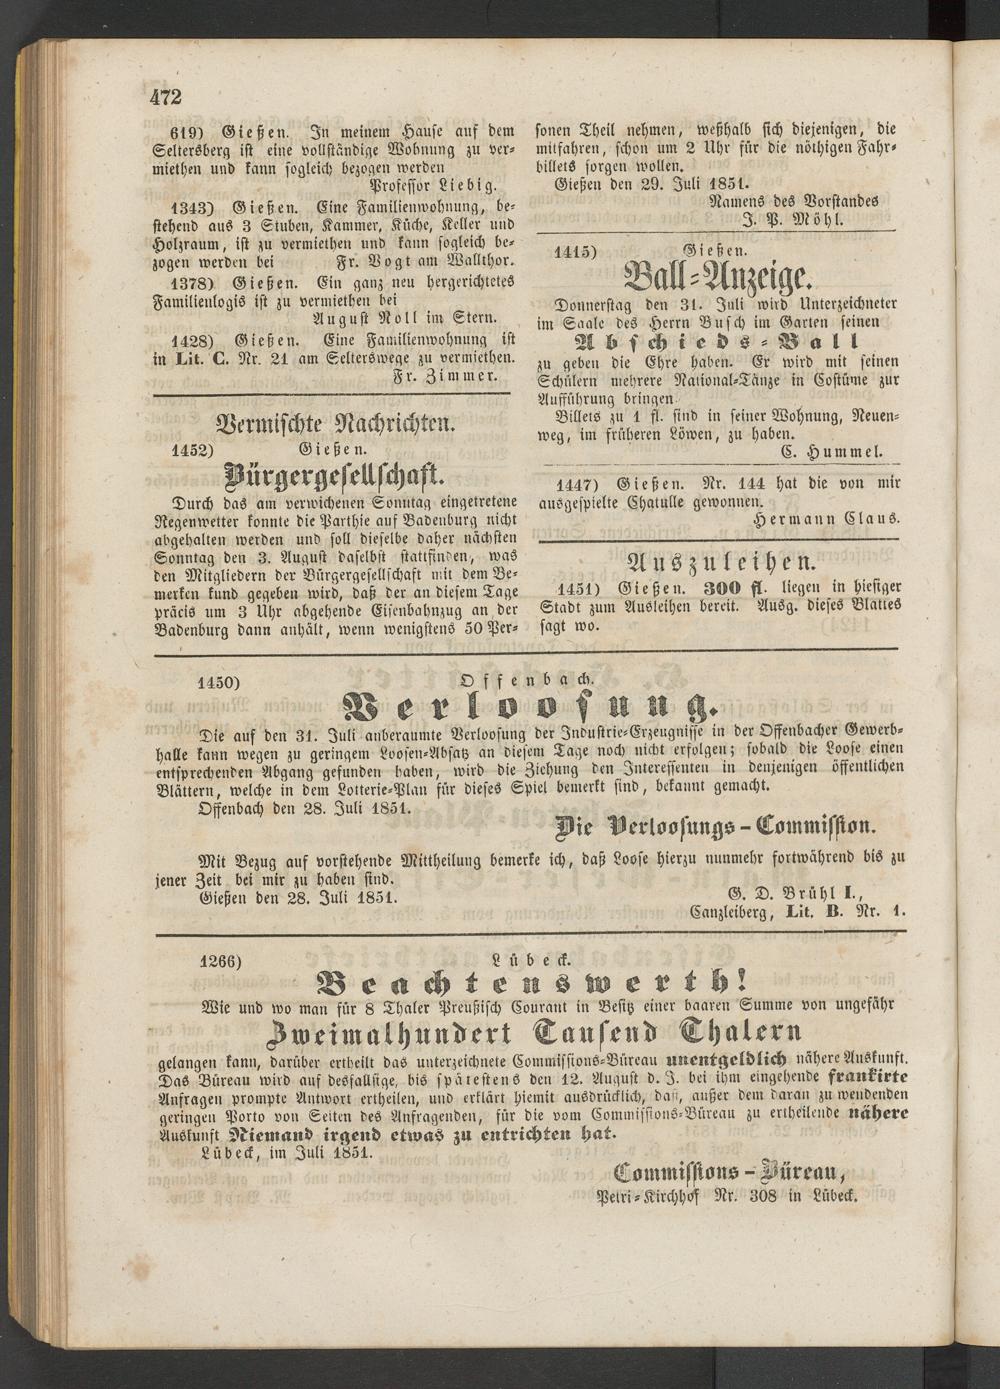 472
619) Gießen. In meinem Hause auf dem
Seltersberg ist eine vollständige Wohnung zu ver-
miethen und kann sogleich bezogen werden
Professor Liebig.
1343) Gießen. Eine Familienwohnung, be-
stehend aus 3 Stuben, Kammer, Küche, Keller und
Holzraum, ist zu vermiethen und kann sogleich be-
zogen werden bei Fr. Vogt am Wallthor.
1378) Gießen. Ein ganz neu hergerichtetes
Familienlogis ist zu vermiethen bei
August Noll im Stern.
1428) Gießen. Eine Familienwohnung ist
in Lit. C. Nr. 21 am Selterswege zu vermiethen.
Fr. Zimmer.
Vermischte Nachrichten.
1452) Gießen.
Bürgergesellschaft.
Durch das am verwichenen Sonntag eingetretene
Regenwetter konnte die Parthie auf Badenburg nicht
abgehalten werden und soll dieselbe daher nächsten
Sonntag den 3. August daselbst stattfinden, was
den Mitgliedern der Bürgergesellschaft mit dem Be-
merken kund gegeben wird, daß der an diesem Tage
präcis um 3 Uhr abgehende Eisenbahnzug an der
Badenburg dann anhält, wenn wenigstens 50 Per-
sonen Theil nehmen, weßhalb sich diejenigen, die
mitfahren, schon um 2 Uhr für die nöthigen Fahr-
billets sorgen wollen.
Gießen den 29. Juli 1851.
Namens des Vorstandes
J. P. Möhl.
1415) Gießen.
Ball-Anzeige.
Donnerstag den 31. Juli wird Unterzeichneter
im Saale des Herrn Busch im Garten seinen
Abschieds-Ball
zu geben die Ehre haben. Er wird mit seinen
Schülern mehrere National-Tänze in Costüme zur
Aufführung bringen
Billets zu 1 fl. sind in seiner Wohnung, Neuen-
weg, im früheren Löwen, zu haben.
C. Hummel.
1447) Gießen. Nr. 144 hat die von mir
ausgespielte Chatulle gewonnen.
Hermann Claus.
Auszuleihen.
1451) Gießen. 300 fl. liegen in hiesiger
Stadt zum Ausleihen bereit. Ausg. dieses Blattes
sagt wo.
1450) Offenbach.
Verloosung.
Die auf den 31. Juli anberaumte Verloosung der Industrie-Erzeugnisse in der Offenbacher Gewerb-
halle kann wegen zu geringem Loosen-Absatz an diesem Tage noch nicht erfolgen; sobald die Loose einen
entsprechenden Abgang gefunden haben, wird die Ziehung den Interessenten in denjenigen öffentlichen
Blättern, welche in dem Lotterie-Plan für dieses Spiel bemerkt sind, bekannt gemacht.
Offenbach den 28. Juli 1851.
Die Verloosungs-Commission.
Mit Bezug auf vorstehende Mittheilung bemerke ich, daß Loose hierzu nunmehr fortwährend bis zu
jener Zeit bei mir zu haben sind.
Gießen den 28. Juli 1851.
G. D. Brühl I.,
Canzleiberg, Lit. B. Nr. 1.
1266) Lübeck.
Beachtenswerth!
Wie und wo man für 8 Thaler Preußisch Courant in Besitz einer baaren Summe von ungefähr
Zweimalhundert Tausend Thalern
gelangen kann, darüber ertheilt das unterzeichnete Commissions-Büreau unentgeldlich nähere Auskunft.
Das Büreau wird auf desfallsige, bis spätestens den 12. August d. J. bei ihm eingehende frankirte
Anfragen prompte Antwort ertheilen, und erklärt hiemit ausdrücklich, daß, außer dem daran zu wendenden
geringen Porto von Seiten des Anfragenden, für die vom Commissions-Büreau zu ertheilende nähere
Auskunft Niemand irgend etwas zu entrichten hat.
Lübeck, im Juli 1851.
Commissions-Büreau,
Petri-Kirchhof Nr. 308 in Lübeck.